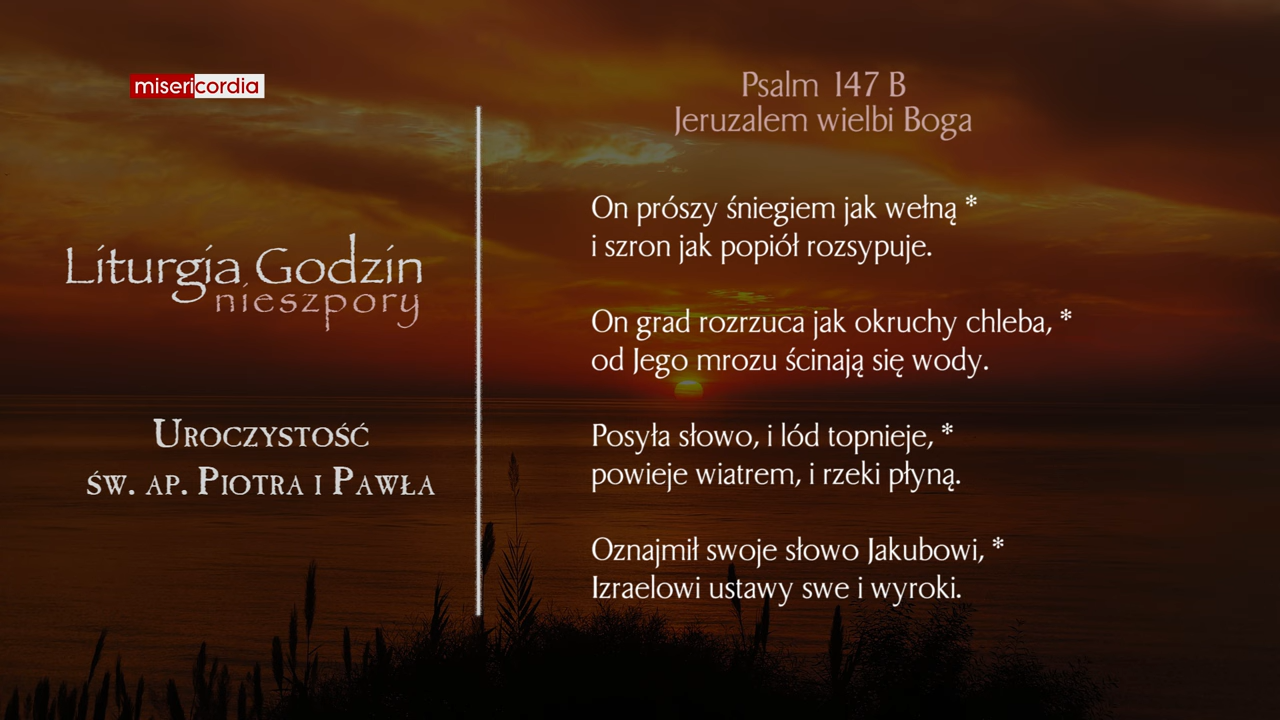 misericordia
Liturgia Godzin
nieszpory
Uroczystość
św. ap. Piotra i Pawła
Psalm 147 B
Jeruzalem wielbi Boga
On prószy śniegiem jak wełną *
i szron jak popiół rozsypuje.
On grad rozrzuca jak okruchy chleba, *
od Jego mrozu ścinają się wody.
Posyła słowo, i lód topnieje, *
powieje wiatrem, i rzeki płyną.
Oznajmił swoje słowo Jakubowi, *
Izraelowi ustawy swe i wyroki.